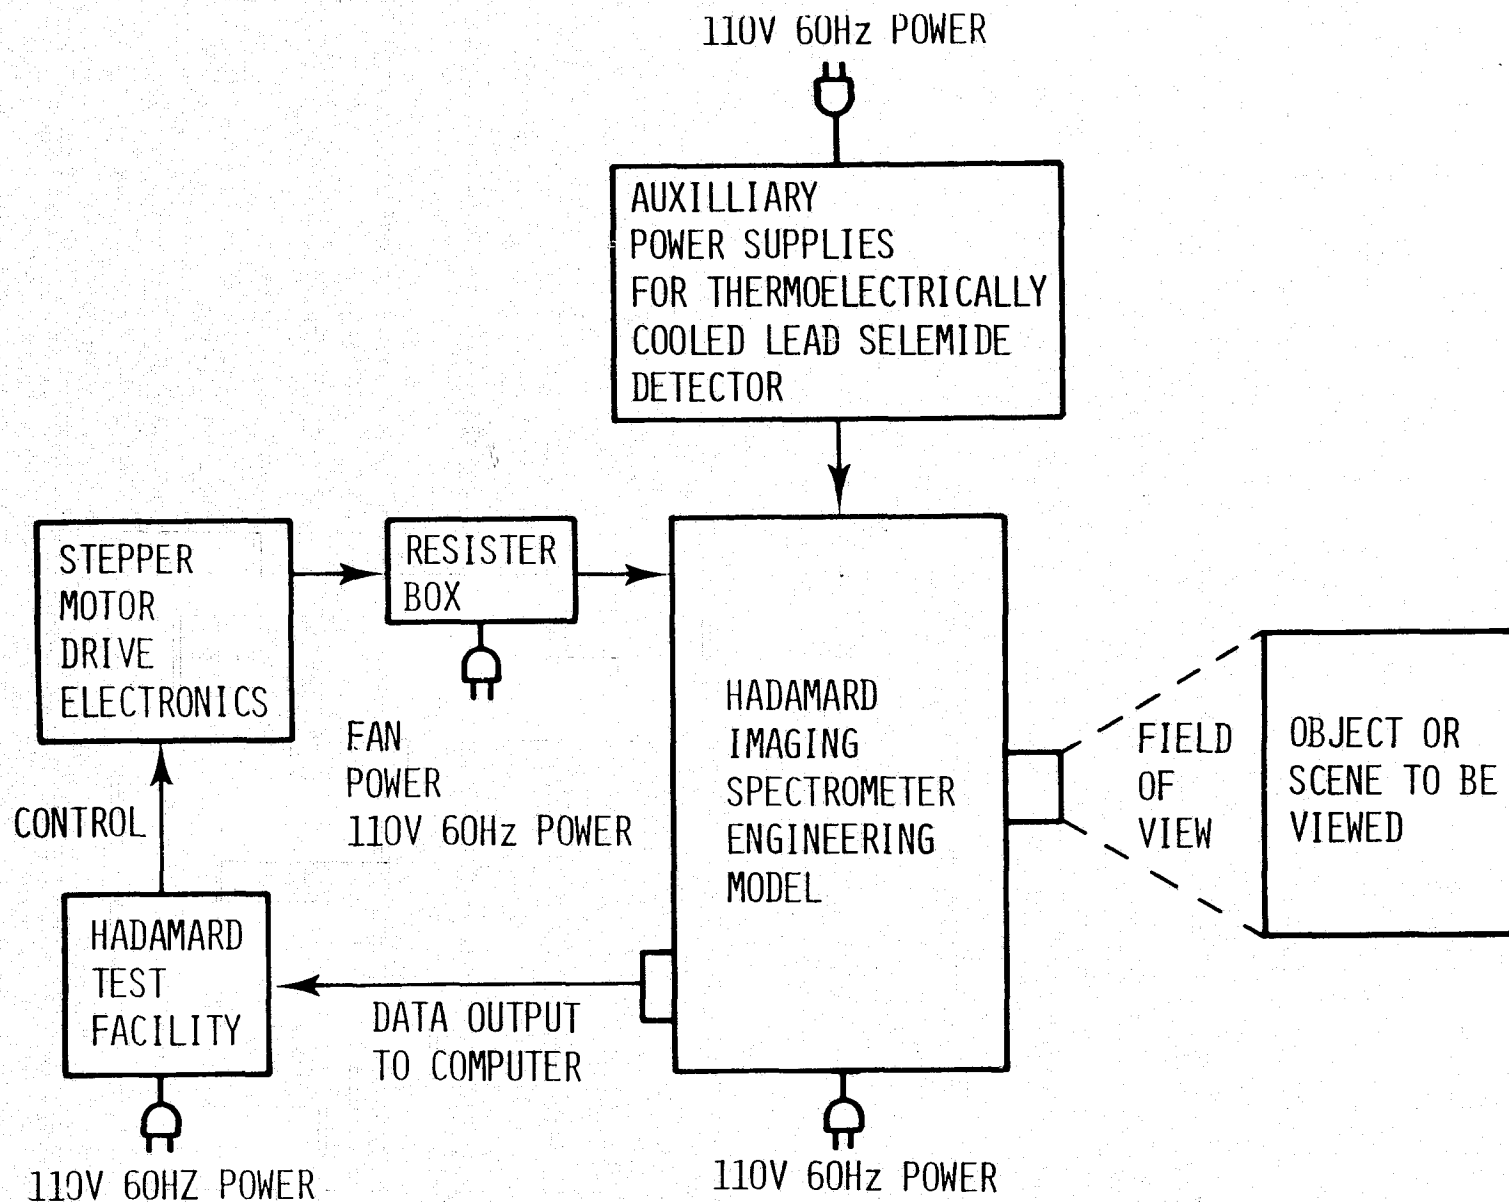 110V 60Hz POWER
AUXILLIARY
POWER SUPPLIES
FOR THERMOELECTRICALLY
COOLED LEAD SELEMIDE
DETECTOR
STEPPER
MOTOR
DRIVE
ELECTRONICS
RESISTER
BOX
FAN
POWER
110V 60Hz POWER
CONTROL
HADAMARD
IMAGING
SPECTROMETER
ENGINEERING
MODEL
FIELD
OF
VIEW
OBJECT OR
SCENE TO BE
VIEWED
HADAMARD
TEST
FACILITY
DATA OUTPUT
TO COMPUTER
110V 60HZ POWER
110V 60Hz POWER